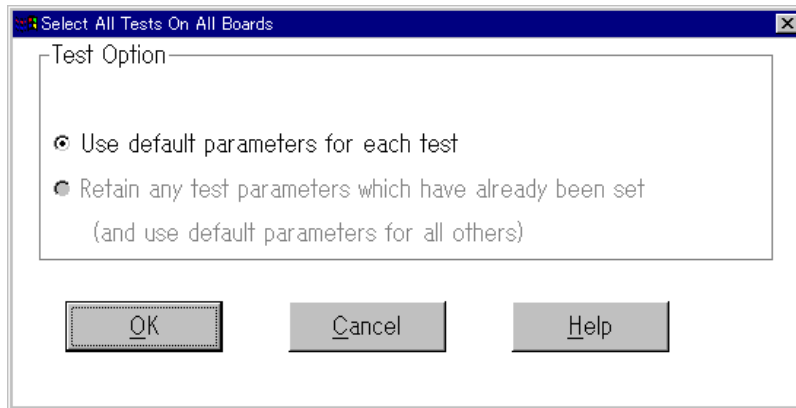 Select All Tests On All Boards
Test Option
Use default parameters for each test
Retain any test parameters which have already been set
(and use default parameters for all others)
OK
Cancel
Help